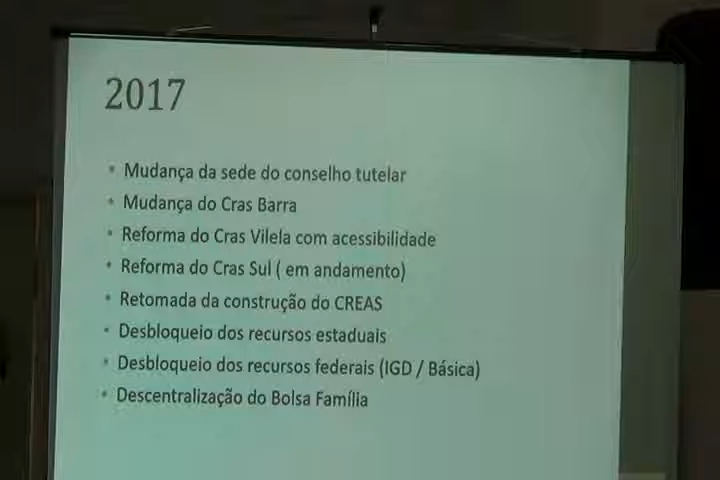 2017
• Mudança da sede do conselho tutelar
• Mudança do Cras Barra
• Reforma do Cras Vilela com acessibilidade
• Reforma do Cras Sul ( em andamento)
• Retomada da construção do CREAS
• Desbloqueio dos recursos estaduais
• Desbloqueio dos recursos federais (IGD / Básica)
• Descentralização do Bolsa Família